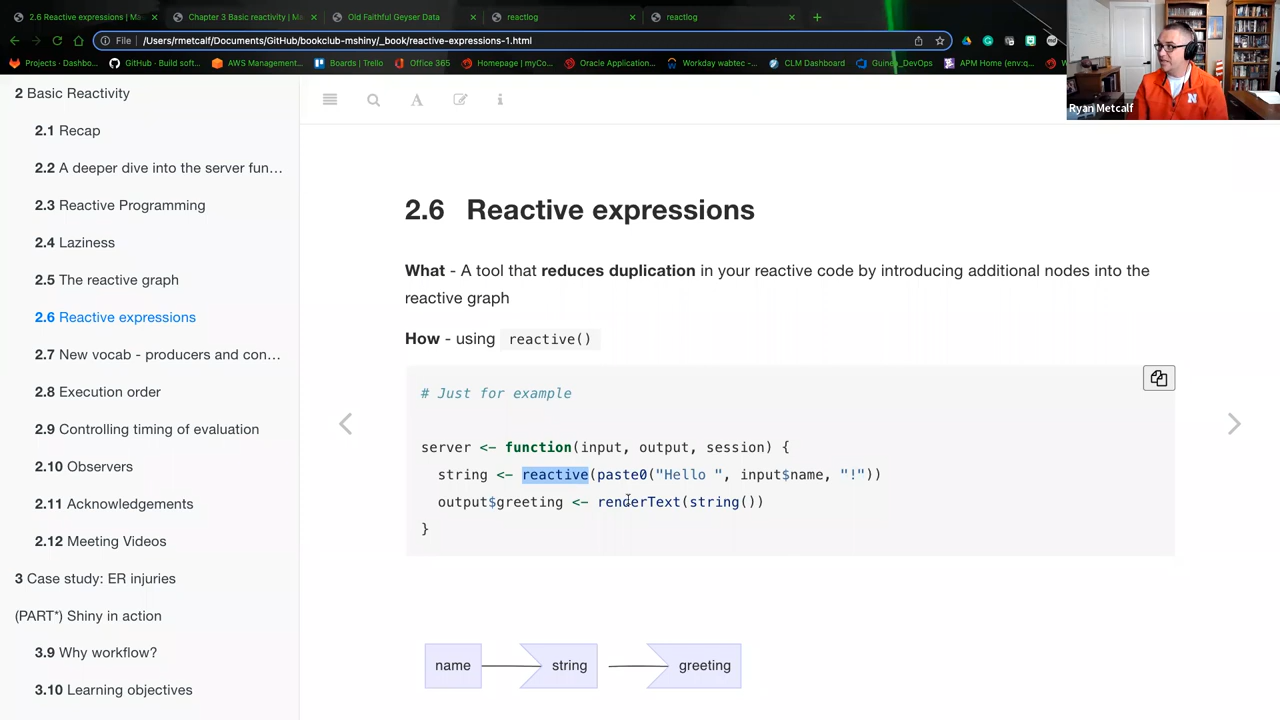 2.6 Reactive expressions | M
Chapter 3 Basic reactivity | M
Old Faithful Geyser Data
reactlog
reactlog
File /Users/rmetcalf/Documents/GitHub/bookclub-mshiny/_book/reactive-expressions-1.html
Projects · Dashbo...
GitHub · Build soft...
AWS Management...
Boards | Trello
Office 365
Homepage | myCo...
Oracle Application...
Workday wabtec -...
CLM Dashboard
APM Home (env:q...
Ryan Metcalf
2 Basic Reactivity
2.1 Recap
2.2 A deeper dive into the server fun...
2.3 Reactive Programming
2.4 Laziness
2.5 The reactive graph
2.6 Reactive expressions
2.7 New vocab - producers and con...
2.8 Execution order
2.9 Controlling timing of evaluation
2.10 Observers
2.11 Acknowledgements
2.12 Meeting Videos
3 Case study: ER injuries
(PART*) Shiny in action
3.9 Why workflow?
3.10 Learning objectives
2.6 Reactive expressions
What - A tool that reduces duplication in your reactive code by introducing additional nodes into the
reactive graph
How - using reactive()
# Just for example
server <- function(input, output, session) {
string <- reactive(paste0("Hello ", input$name, "!"))
output$greeting <- renderText(string())
}
name string greeting